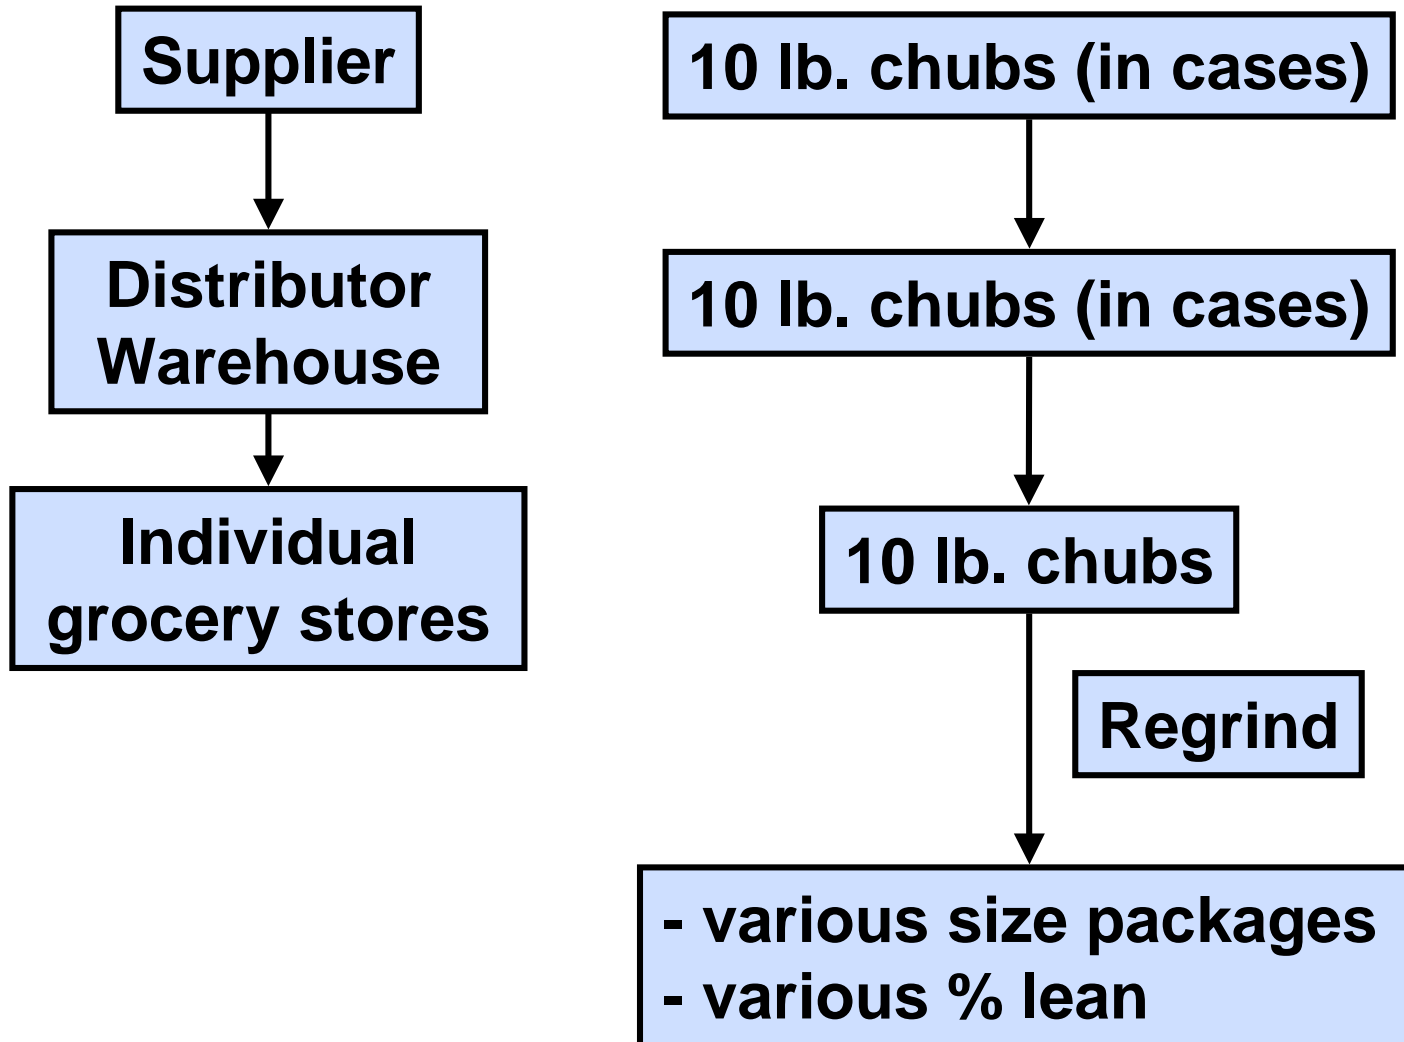 Supplier
10 lb. chubs (in cases)
Distributor
Warehouse
10 lb. chubs (in cases)
Individual
grocery stores
10 lb. chubs
Regrind
- various size packages
- various % lean